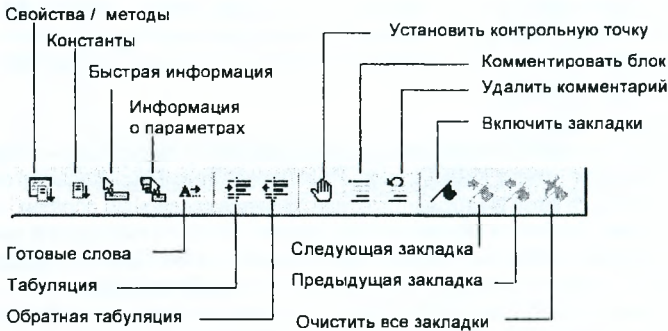 Свойства / методы
Константы
Быстрая информация
Информация
о параметрах
Установить контрольную точку
Комментировать блок
Удалить комментарий
Включить закладки
Готовые слова
Табуляция
Обратная табуляция
Следующая закладка
Предыдущая закладка
Очистить все закладки